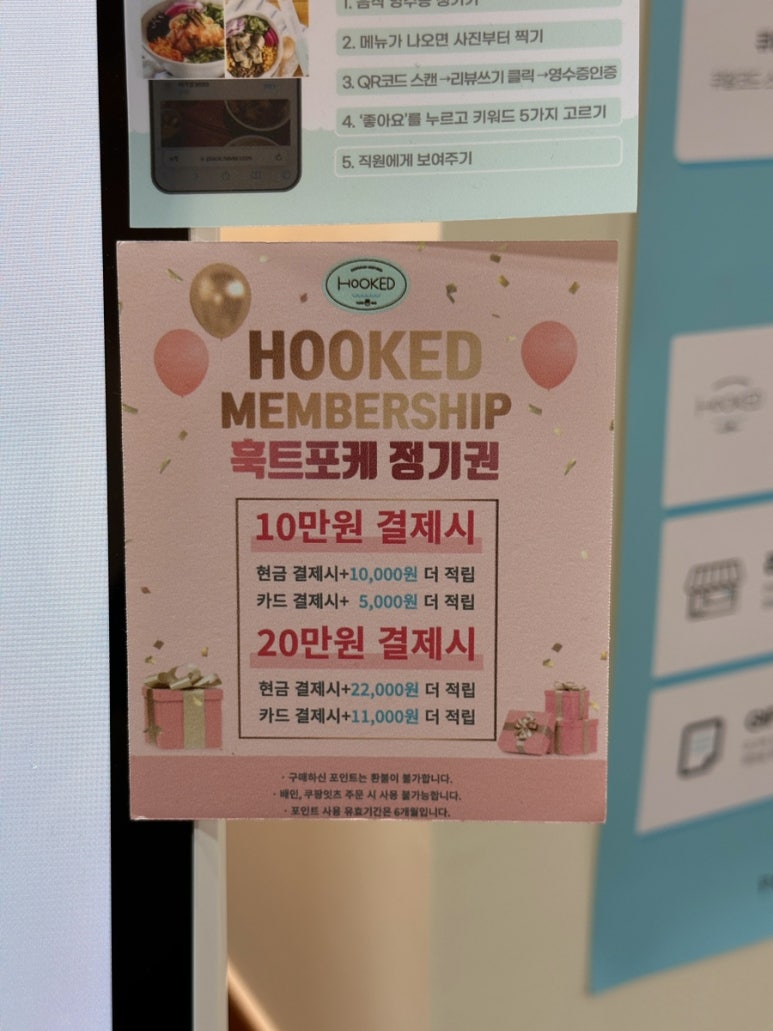 2. 메뉴가 나오면 사진부터 찍기
3. QR코드 스캔→리뷰쓰기 클릭→영수증인증
4. '좋아요'를 누르고 키워드 5가지 고르기
5. 직원에게 보여주기
HOOKED
HOOKED
MEMBERSHIP
훅트포케 정기권
10만원 결제시
현금 결제시+10,000원 더 적립
카드 결제시+ 5,000원 더 적립
20만원 결제시
현금 결제시+22,000원 더 적립
카드 결제시+11,000원 더 적립
· 구매하신 포인트는 환불이 불가합니다.
· 배민, 쿠팡잇츠 주문 시 사용 불가능합니다.
· 포인트 사용 유효기간은 6개월입니다.
HOOKED